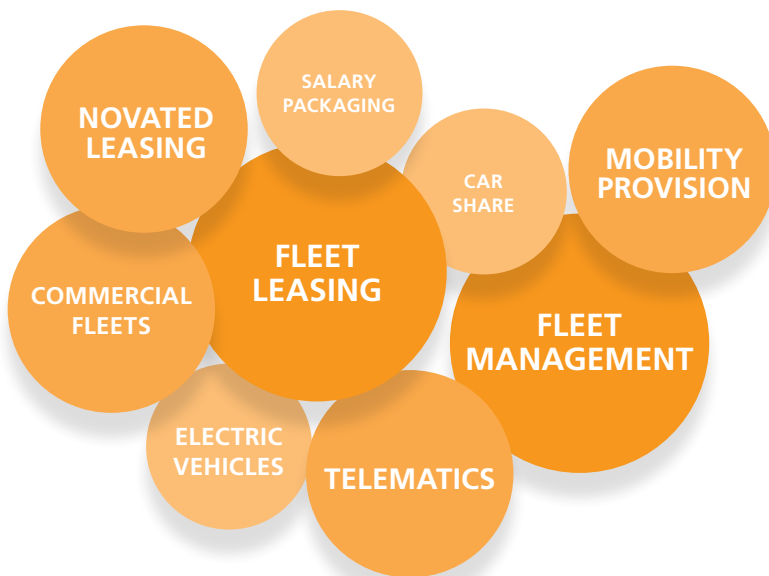 SALARY
PACKAGING
NOVATED
LEASING
MOBILITY
PROVISION
CAR
SHARE
FLEET
LEASING
COMMERCIAL
FLEETS
FLEET
MANAGEMENT
ELECTRIC
VEHICLES
TELEMATICS